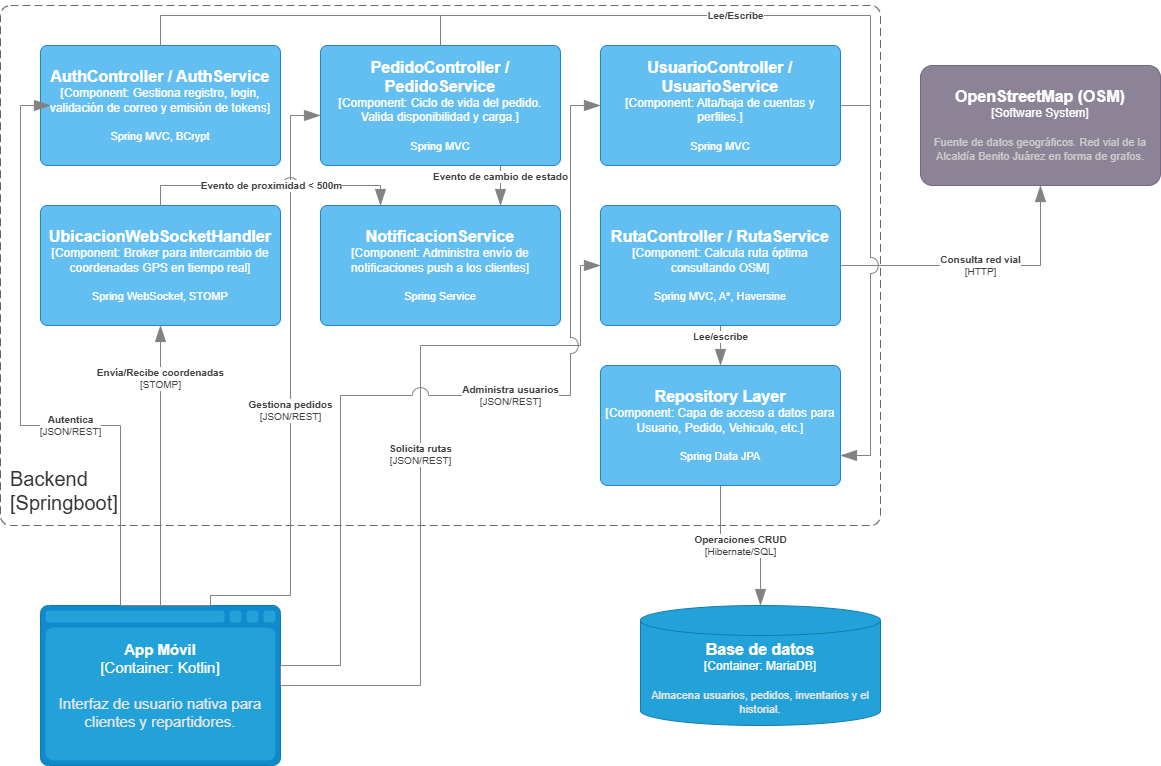 Lee/Escribe
AuthController / AuthService
[Component: Gestiona registro, login,
validación de correo y emisión de tokens]
Spring MVC, BCrypt
PedidoController /
PedidoService
[Component: Ciclo de vida del pedido.
Valida disponibilidad y carga.]
Spring MVC
UsuarioController /
UsuarioService
[Component: Alta/baja de cuentas y
perfiles.]
Spring MVC
OpenStreetMap (OSM)
[Software System]
Fuente de datos geográficos. Red vial de la
Alcaldía Benito Juárez en forma de grafos.
Evento de proximidad < 500m
Evento de cambio de estado
UbicacionWebSocketHandler
[Component: Broker para intercambio de
coordenadas GPS en tiempo real]
Spring WebSocket, STOMP
NotificacionService
[Component: Administra envío de
notificaciones push a los clientes]
Spring Service
RutaController / RutaService
[Component: Calcula ruta óptima
consultando OSM]
Spring MVC, A*, Haversine
Consulta red vial
[HTTP]
Lee/escribe
Envia/Recibe coordenadas
[STOMP]
Gestiona pedidos
[JSON/REST]
Administra usuarios
[JSON/REST]
Repository Layer
[Component: Capa de acceso a datos para
Usuario, Pedido, Vehiculo, etc.]
Spring Data JPA
Autentica
[JSON/REST]
Solicita rutas
[JSON/REST]
Backend
[Springboot]
Operaciones CRUD
[Hibernate/SQL]
App Móvil
[Container: Kotlin]
Interfaz de usuario nativa para
clientes y repartidores.
Base de datos
[Container: MariaDB]
Almacena usuarios, pedidos, inventarios y el
historial.